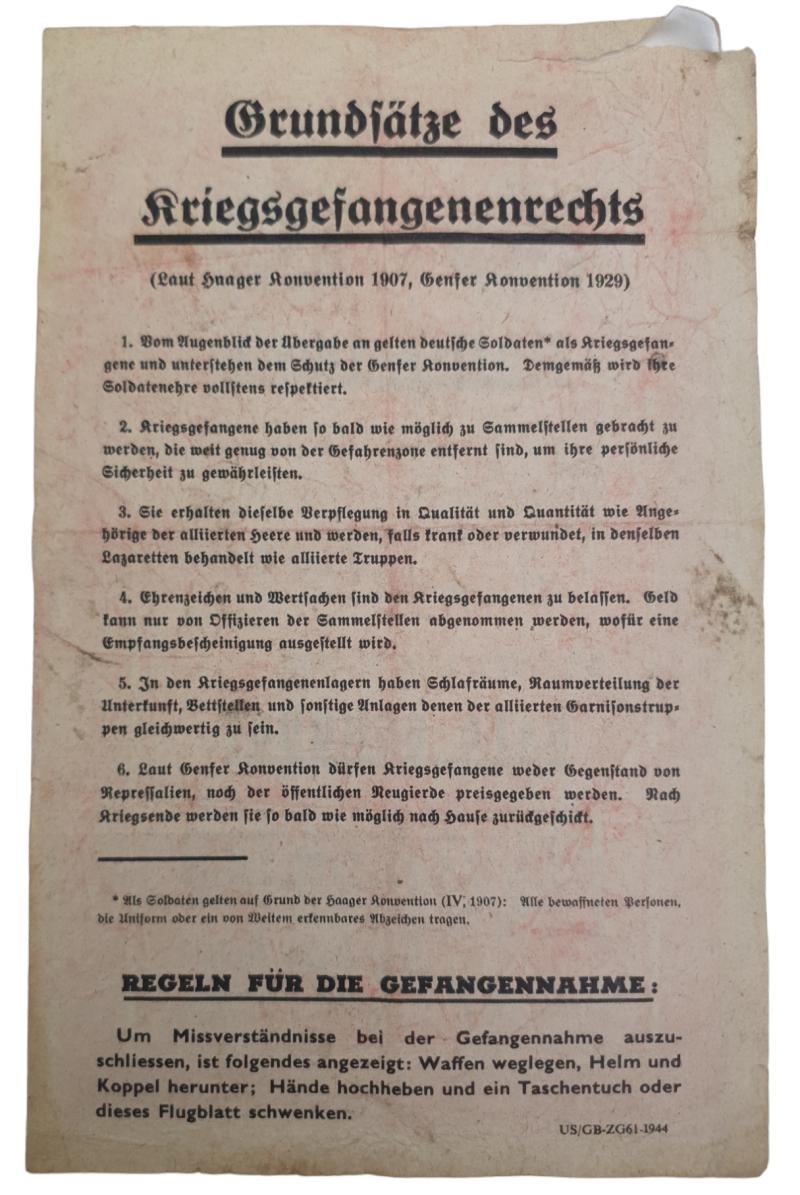 Grundsätze des
Kriegsgefangenenrechts
(Laut Haager Konvention 1907, Genfer Konvention 1929)
1. Vom Augenblick der Übergabe an gelten deutsche Soldaten* als Kriegsgefan-
gene und unterstehen dem Schutz der Genfer Konvention. Demgemäß wird ihre
Soldatenehre vollstens respektiert.
2. Kriegsgefangene haben so bald wie möglich zu Sammelstellen gebracht zu
werden, die weit genug von der Gefahrenzone entfernt sind, um ihre persönliche
Sicherheit zu gewährleisten.
3. Sie erhalten dieselbe Verpflegung in Qualität und Quantität wie Ange-
hörige der alliierten Heere und werden, falls krank oder verwundet, in denselben
Lazaretten behandelt wie alliierte Truppen.
4. Ehrenzeichen und Wertsachen sind den Kriegsgefangenen zu belassen. Geld
kann nur von Offizieren der Sammelstellen abgenommen werden, wofür eine
Empfangsbescheinigung ausgestellt wird.
5. In den Kriegsgefangenenlagern haben Schlafräume, Raumverteilung der
Unterkunft, Bettstellen und sonstige Anlagen denen der alliierten Garnisonstrup-
pen gleichwertig zu sein.
6. Laut Genfer Konvention dürfen Kriegsgefangene weder Gegenstand von
Repressalien, noch der öffentlichen Neugierde preisgegeben werden. Nach
Kriegsende werden sie so bald wie möglich nach Hause zurückgeschickt.
* Als Soldaten gelten auf Grund der Haager Konvention (IV, 1907): Alle bewaffneten Personen,
die Uniform oder ein von Weitem erkennbares Abzeichen tragen.
REGELN FÜR DIE GEFANGENNAHME:
Um Missverständnisse bei der Gefangennahme auszu-
schliessen, ist folgendes angezeigt: Waffen weglegen, Helm und
Koppel herunter; Hände hochheben und ein Taschentuch oder
dieses Flugblatt schwenken.
US/GB-ZG61-1944